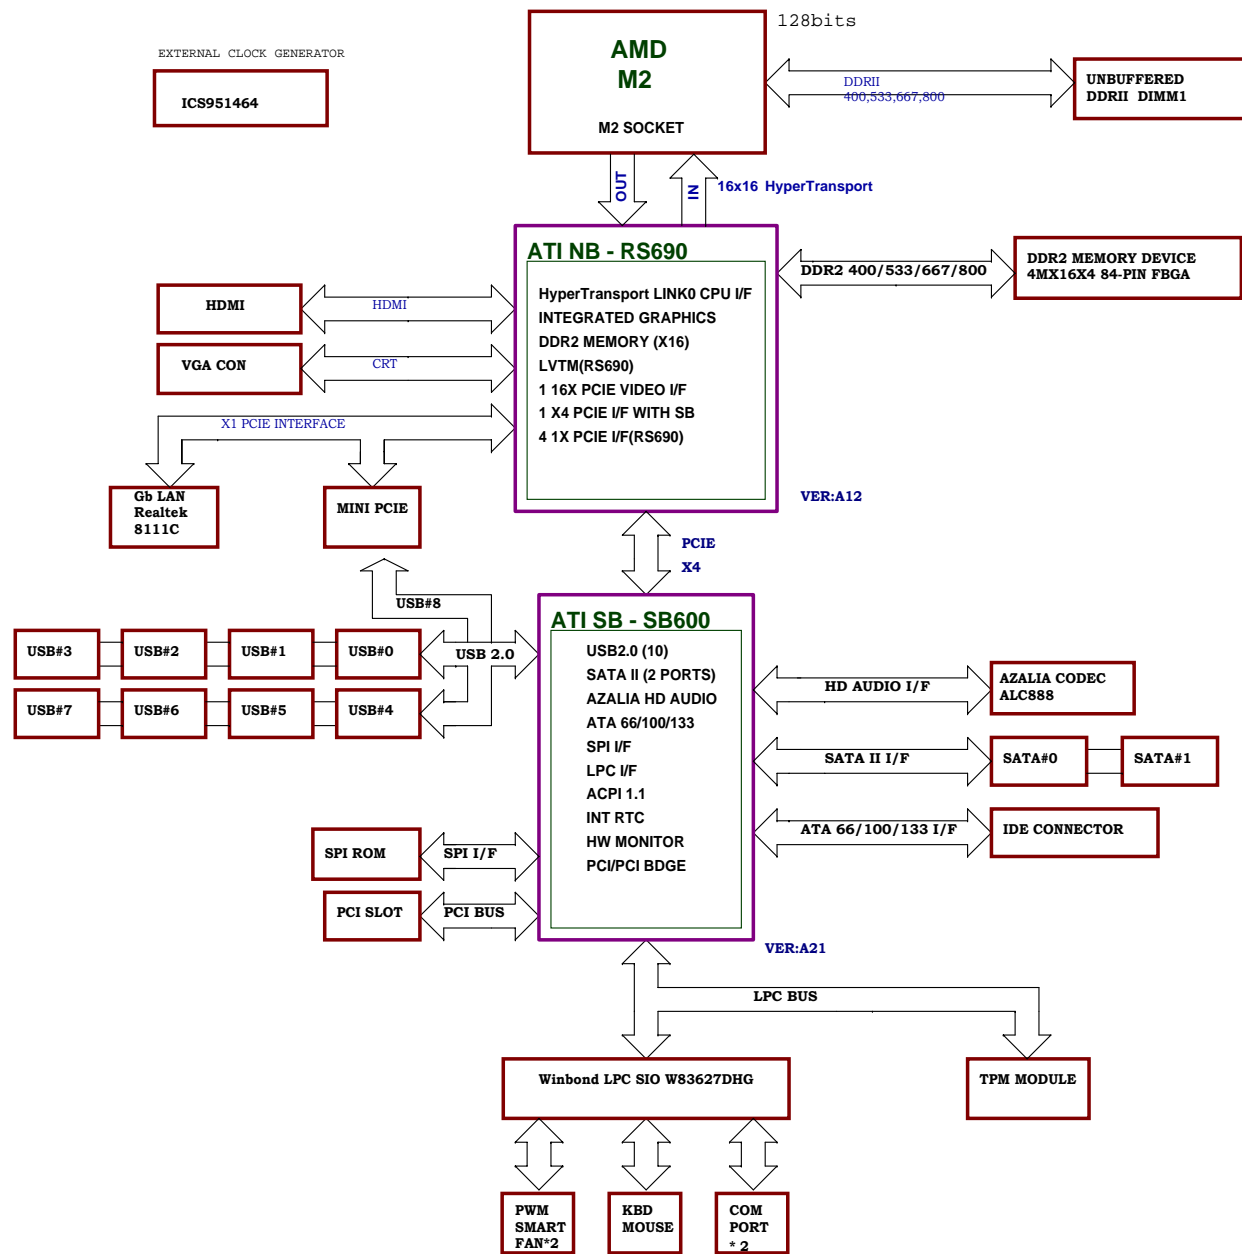 128bits
EXTERNAL CLOCK GENERATOR
ICS951464
AMD
M2
M2 SOCKET
DDRII
400,533,667,800
UNBUFFERED
DDRII DIMM1
OUT
IN
16x16 HyperTransport
ATI NB - RS690
HyperTransport LINK0 CPU I/F
INTEGRATED GRAPHICS
DDR2 MEMORY (X16)
LVTM(RS690)
1 16X PCIE VIDEO I/F
1 X4 PCIE I/F WITH SB
4 1X PCIE I/F(RS690)
DDR2 400/533/667/800
DDR2 MEMORY DEVICE
4MX16X4 84-PIN FBGA
HDMI
HDMI
VGA CON
CRT
X1 PCIE INTERFACE
Gb LAN
Realtek
8111C
MINI PCIE
VER:A12
PCIE
X4
USB#8
ATI SB - SB600
USB2.0 (10)
SATA II (2 PORTS)
AZALIA HD AUDIO
ATA 66/100/133
SPI I/F
LPC I/F
ACPI 1.1
INT RTC
HW MONITOR
PCI/PCI BDGE
USB#3
USB#2
USB#1
USB#0
USB 2.0
USB#7
USB#6
USB#5
USB#4
HD AUDIO I/F
AZALIA CODEC
ALC888
SATA II I/F
SATA#0
SATA#1
ATA 66/100/133 I/F
IDE CONNECTOR
SPI ROM
SPI I/F
PCI SLOT
PCI BUS
VER:A21
LPC BUS
Winbond LPC SIO W83627DHG
TPM MODULE
PWM
SMART
FAN*2
KBD
MOUSE
COM
PORT
* 2